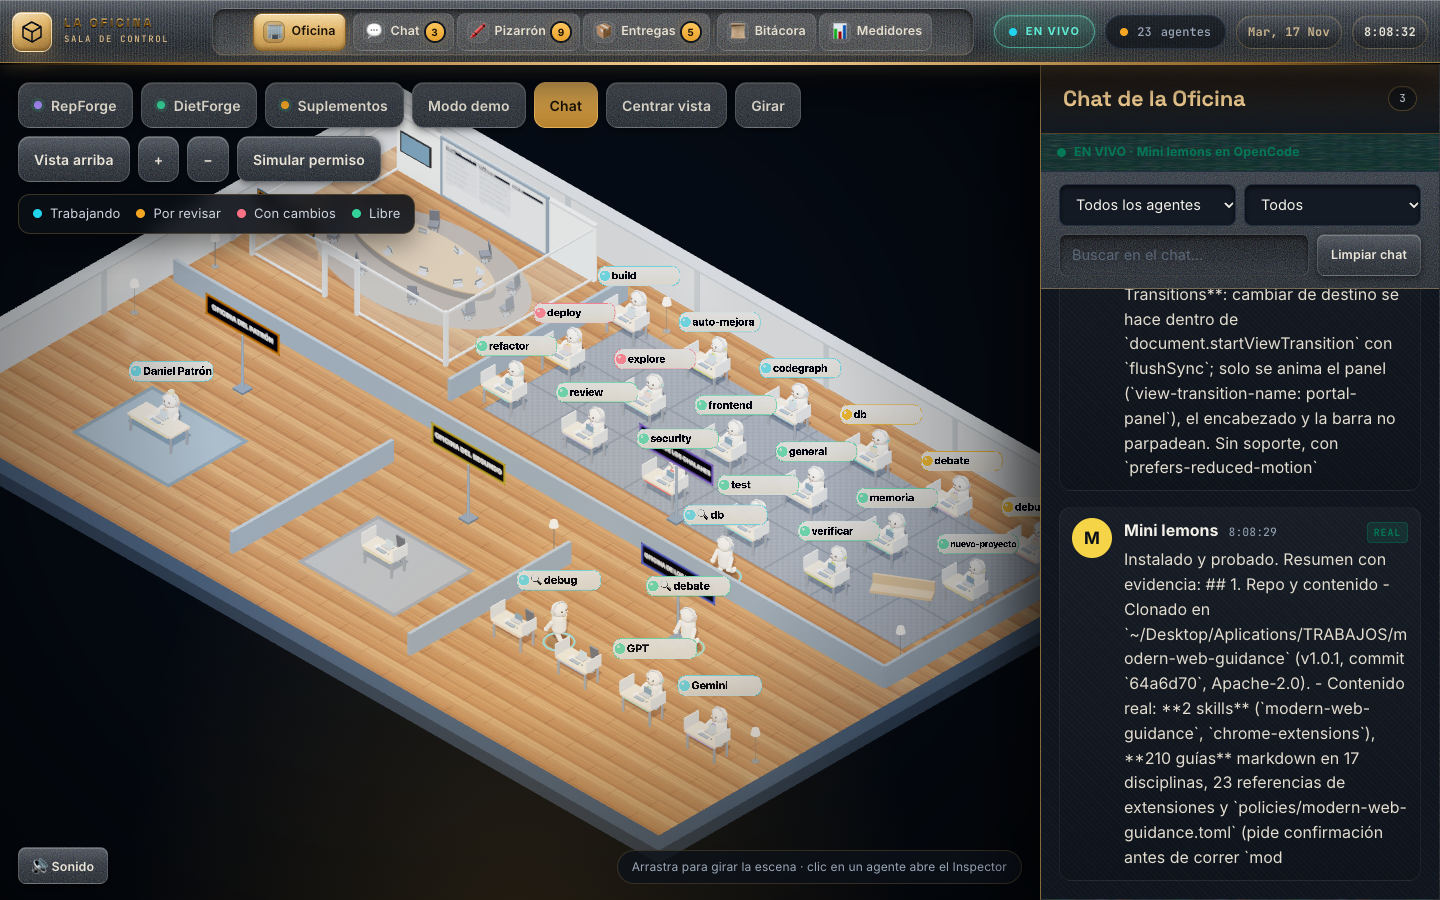 LA OFICINA
SALA DE CONTROL
Oficina
Chat 3
Pizarrón 9
Entregas 5
Bitácora
Medidores
EN VIVO
23 agentes
Mar, 17 Nov
8:08:32
RepForge
DietForge
Suplementos
Modo demo
Chat
Centrar vista
Girar
Vista arriba
+
−
Simular permiso
Trabajando
Por revisar
Con cambios
Libre
build
deploy
auto-mejora
refactor
explore
codegraph
Daniel Patrón
review
frontend
db
security
general
debate
test
memoria
debu
db
verificar
nuevo-proyecto
debug
debate
GPT
Gemini
OFICINA DEL PATRÓN
OFICINA DEL SEGUNDO
Sonido
Arrastra para girar la escena · clic en un agente abre el Inspector
Chat de la Oficina
3
EN VIVO · Mini lemons en OpenCode
Todos los agentes
Todos
Buscar en el chat...
Limpiar chat
Transitions**: cambiar de destino se
hace dentro de
`document.startViewTransition` con
`flushSync`; solo se anima el panel
(`view-transition-name: portal-
panel`), el encabezado y la barra no
parpadean. Sin soporte, con
`prefers-reduced-motion`
M
Mini lemons 8:08:29
REAL
Instalado y probado. Resumen con
evidencia: ## 1. Repo y contenido -
Clonado en
`~/Desktop/Aplications/TRABAJOS/m
odern-web-guidance` (v1.0.1, commit
`64a6d70`, Apache-2.0). - Contenido
real: **2 skills** (`modern-web-
guidance`, `chrome-extensions`),
**210 guías** markdown en 17
disciplinas, 23 referencias de
extensiones y `policies/modern-web-
guidance.toml` (pide confirmación
antes de correr `mod